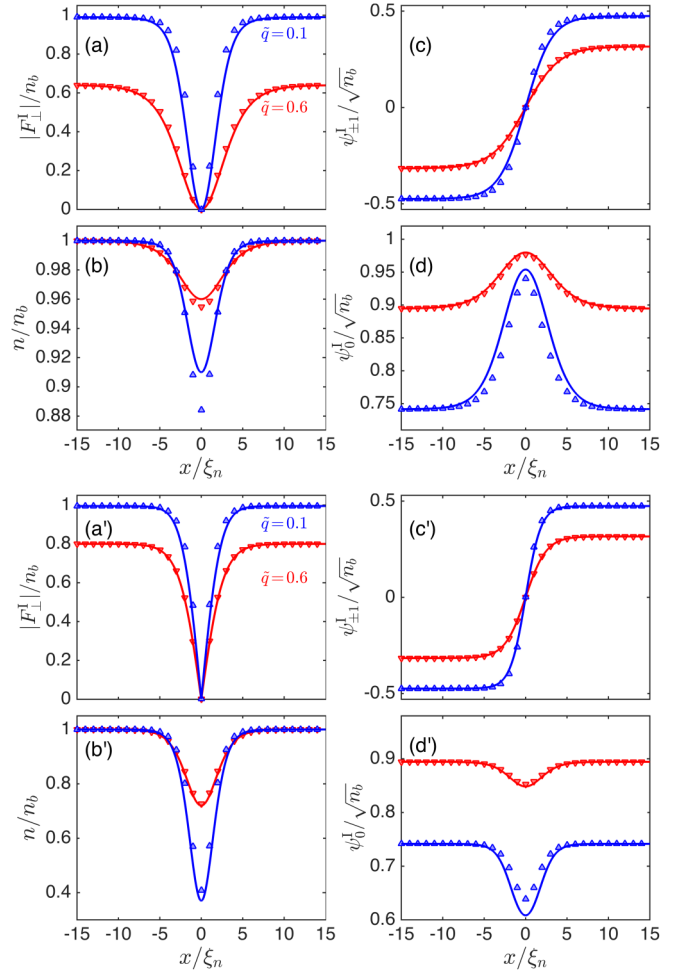 (a)
q̃=0.1
q̃=0.6
|F⊥^I|/n_b
1
0.8
0.6
0.4
0.2
0
(c)
ψ±1^I/√n_b
0.5
0
-0.5
(b)
n/n_b
1
0.98
0.96
0.94
0.92
0.9
0.88
-15 -10 -5 0 5 10 15
x/ξ_n
(d)
ψ0^I/√n_b
1
0.95
0.9
0.85
0.8
0.75
-15 -10 -5 0 5 10 15
x/ξ_n
(a')
q̃=0.1
q̃=0.6
|F⊥^I|/n_b
1
0.8
0.6
0.4
0.2
0
(c')
ψ±1^I/√n_b
0.5
0
-0.5
(b')
n/n_b
1
0.8
0.6
0.4
-15 -10 -5 0 5 10 15
x/ξ_n
(d')
ψ0^I/√n_b
0.9
0.8
0.7
0.6
-15 -10 -5 0 5 10 15
x/ξ_n